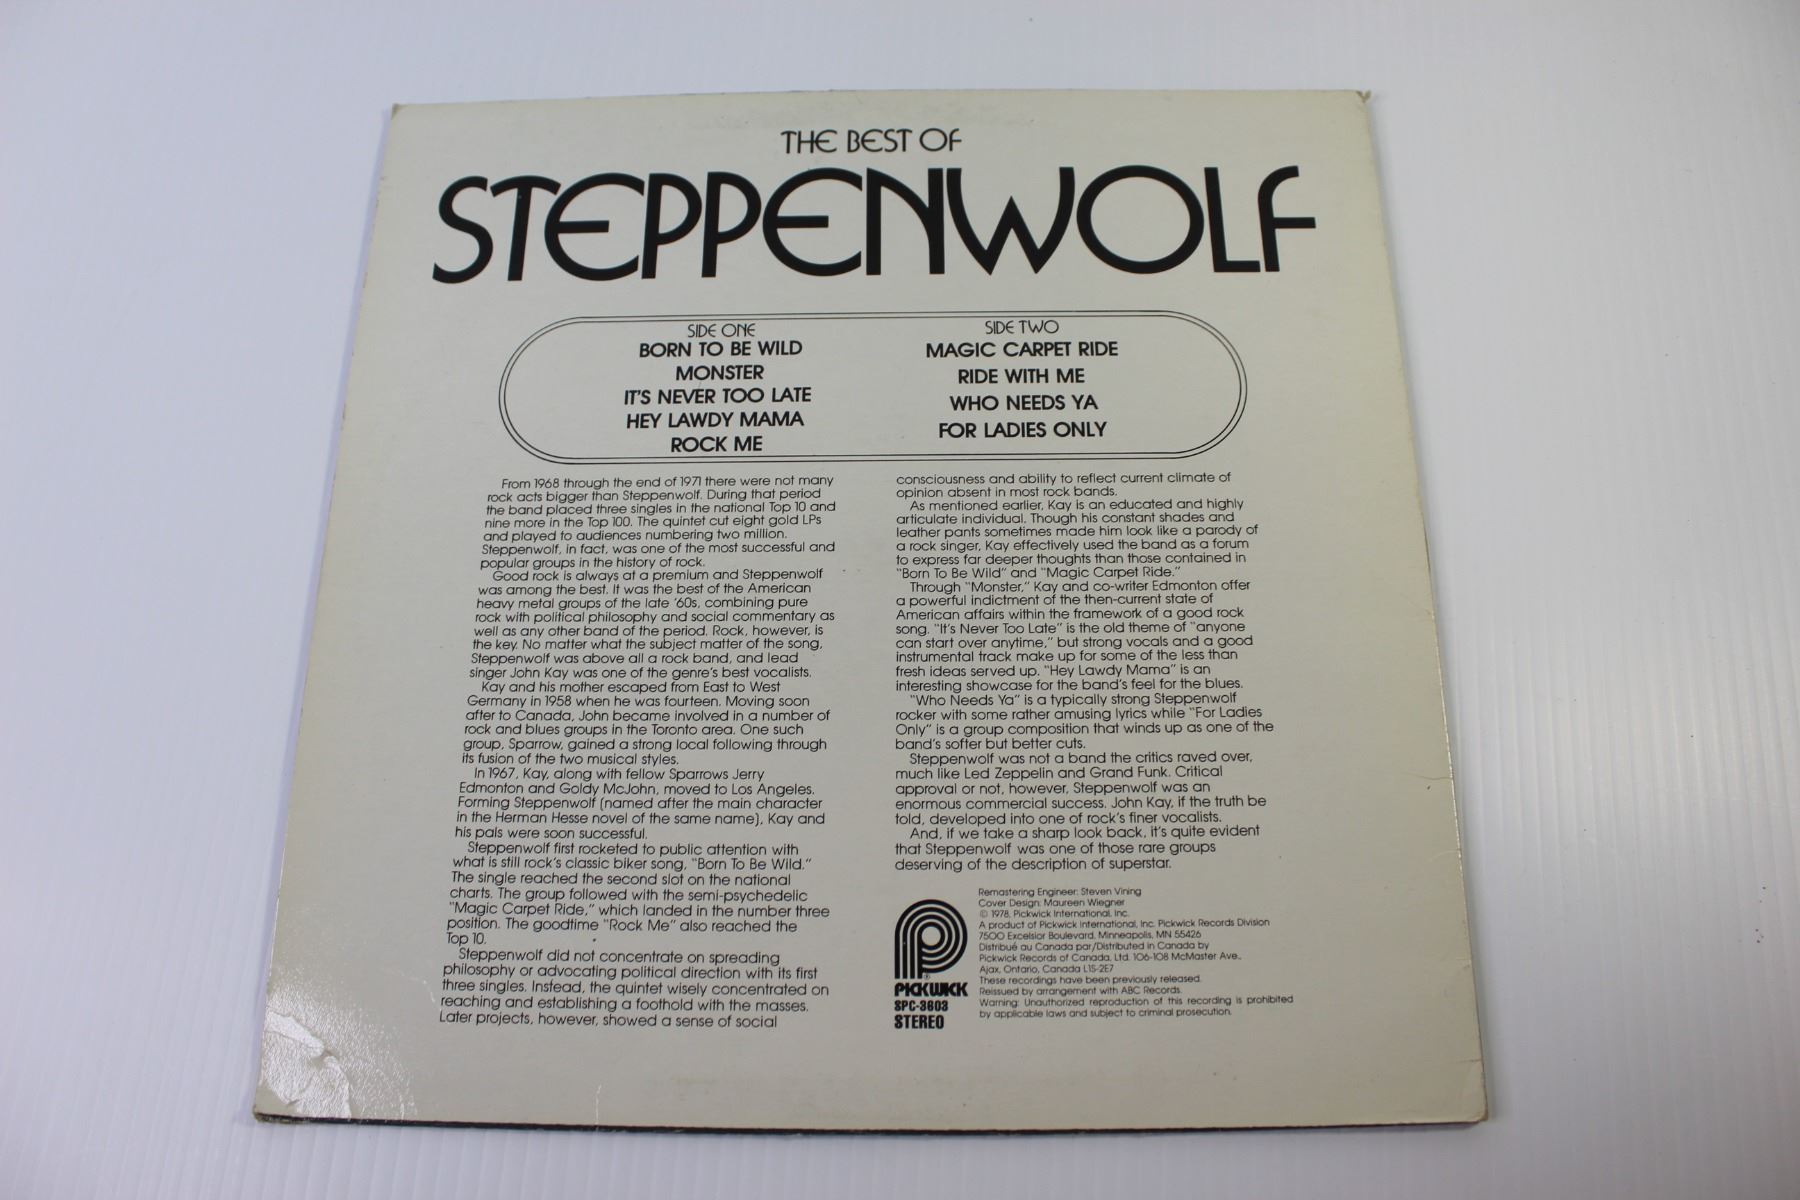 THE BEST OF
STEPPENWOLF
SIDE ONE
BORN TO BE WILD
MONSTER
IT'S NEVER TOO LATE
HEY LAWDY MAMA
ROCK ME
SIDE TWO
MAGIC CARPET RIDE
RIDE WITH ME
WHO NEEDS YA
FOR LADIES ONLY
From 1968 through the end of 1971 there were not many
rock acts bigger than Steppenwolf. During that period
the band placed three singles in the national Top 10 and
nine more in the Top 100. The quintet cut eight gold LPs
and played to audiences numbering two million.
Steppenwolf, in fact, was one of the most successful and
popular groups in the history of rock.
Good rock is always at a premium and Steppenwolf
was among the best. It was the best of the American
heavy metal groups of the late '60s, combining pure
rock with political philosophy and social commentary as
well as any other band of the period. Rock, however, is
the key. No matter what the subject matter of the song,
Steppenwolf was above all a rock band, and lead
singer John Kay was one of the genre's best vocalists.
Kay and his mother escaped from East to West
Germany in 1958 when he was fourteen. Moving soon
after to Canada, John became involved in a number of
rock and blues groups in the Toronto area. One such
group, Sparrow, gained a strong local following through
its fusion of the two musical styles.
In 1967, Kay, along with fellow Sparrows Jerry
Edmonton and Goldy McJohn, moved to Los Angeles.
Forming Steppenwolf (named after the main character
in the Herman Hesse novel of the same name), Kay and
his pals were soon successful.
Steppenwolf first rocketed to public attention with
what is still rock's classic biker song, "Born To Be Wild."
The single reached the second slot on the national
charts. The group followed with the semi-psychedelic
"Magic Carpet Ride," which landed in the number three
position. The goodtime "Rock Me" also reached the
Top 10.
Steppenwolf did not concentrate on spreading
philosophy or advocating political direction with its first
three singles. Instead, the quintet wisely concentrated on
reaching and establishing a foothold with the masses.
Later projects, however, showed a sense of social
consciousness and ability to reflect current climate of
opinion absent in most rock bands.
As mentioned earlier, Kay is an educated and highly
articulate individual. Though his constant shades and
leather pants sometimes made him look like a parody of
a rock singer, Kay effectively used the band as a forum
to express far deeper thoughts than those contained in
"Born To Be Wild" and "Magic Carpet Ride."
Through "Monster," Kay and co-writer Edmonton offer
a powerful indictment of the then-current state of
American affairs within the framework of a good rock
song. "It's Never Too Late" is the old theme of "anyone
can start over anytime," but strong vocals and a good
instrumental track make up for some of the less than
fresh ideas served up. "Hey Lawdy Mama" is an
interesting showcase for the band's feel for the blues.
"Who Needs Ya" is a typically strong Steppenwolf
rocker with some rather amusing lyrics while "For Ladies
Only" is a group composition that winds up as one of the
band's softer but better cuts.
Steppenwolf was not a band the critics raved over,
much like Led Zeppelin and Grand Funk. Critical
approval or not, however, Steppenwolf was an
enormous commercial success. John Kay, if the truth be
told, developed into one of rock's finer vocalists.
And, if we take a sharp look back, it's quite evident
that Steppenwolf was one of those rare groups
deserving of the description of superstar.
PICKWICK
SPC-3603
STEREO
Remastering Engineer: Steven Vining
Cover Design: Maureen Wiegner
© 1978, Pickwick International, Inc.
A product of Pickwick International, Inc. Pickwick Records Division
7500 Excelsior Boulevard, Minneapolis, MN 55426
Distribué au Canada par/Distributed in Canada by
Pickwick Records of Canada, Ltd. 106-108 McMaster Ave.,
Ajax, Ontario, Canada L1S-2E7
These recordings have been previously released.
Reissued by arrangement with ABC Records.
Warning: Unauthorized reproduction of this recording is prohibited
by applicable laws and subject to criminal prosecution.